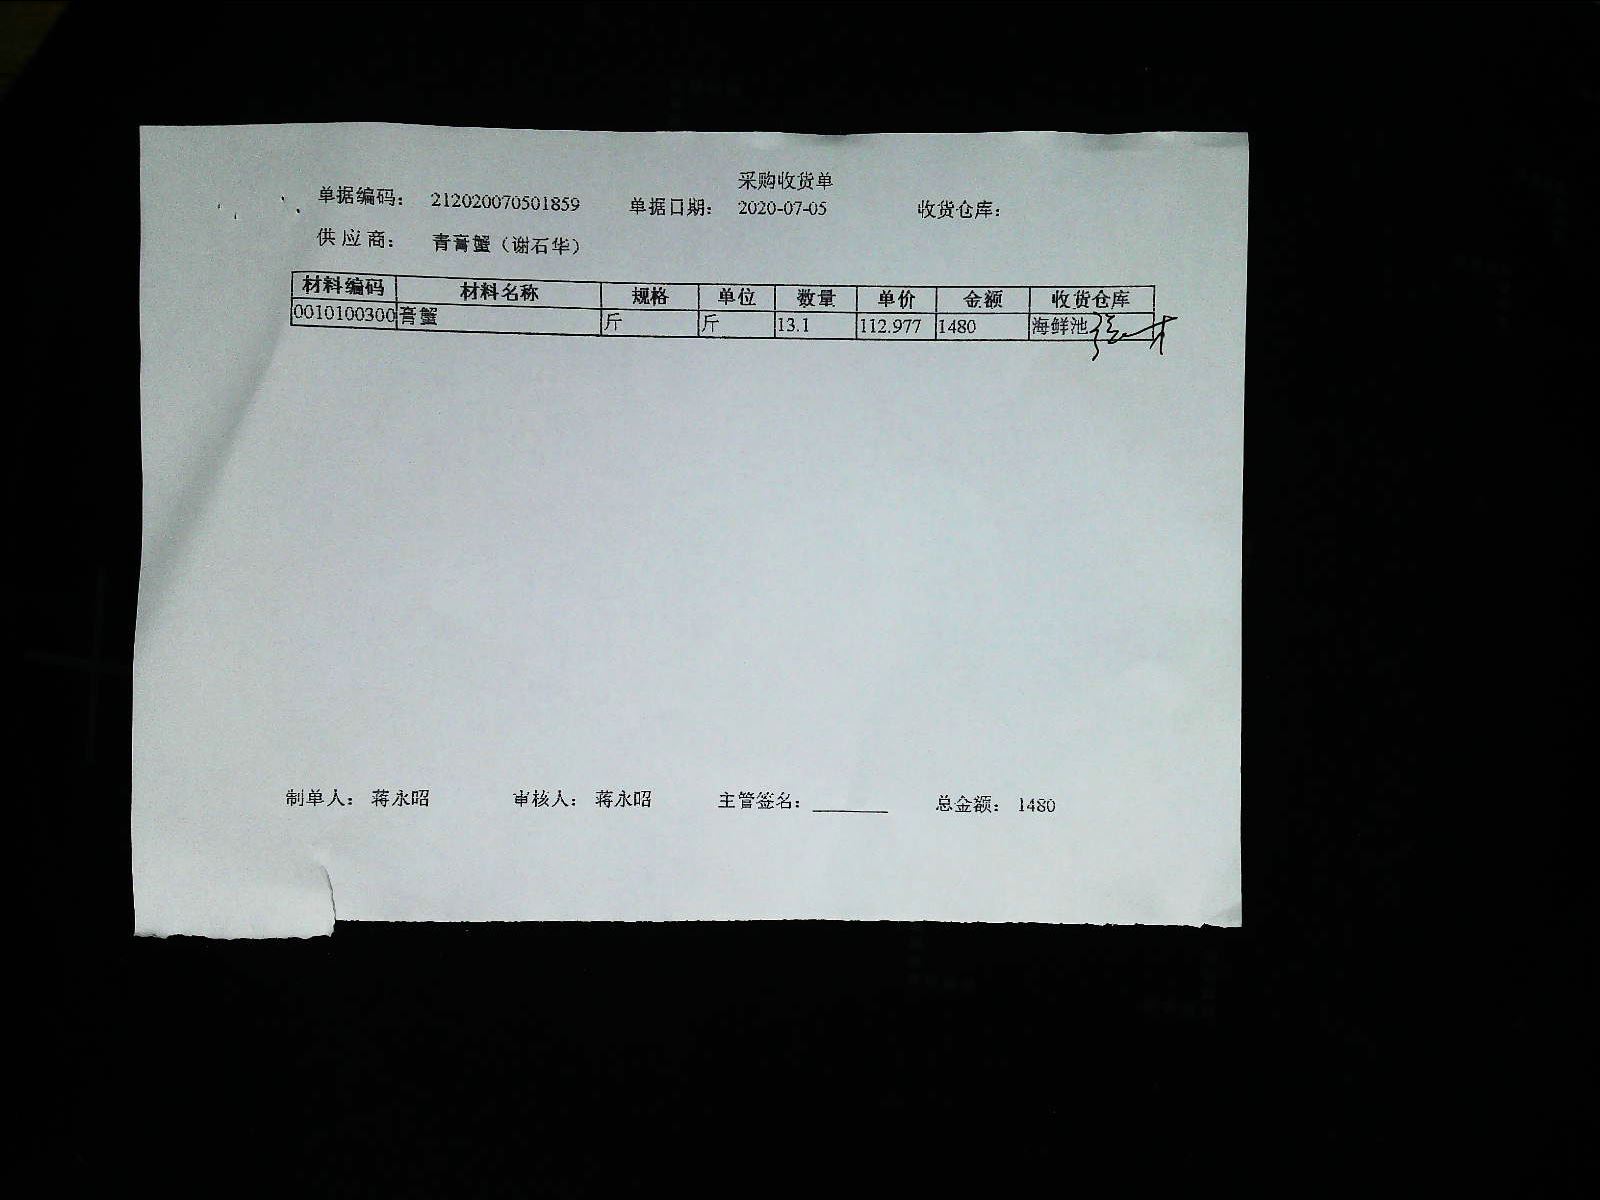 采购收货单
单据编码: 212020070501859 单据日期: 2020-07-05 收货仓库:
供应商: 青膏蟹（谢石华）
材料编码 材料名称 规格 单位 数量 单价 金额 收货仓库
0010100300 膏蟹 斤 斤 13.1 112.977 1480 海鲜池
制单人: 蒋永昭 审核人: 蒋永昭 主管签名: ________ 总金额: 1480